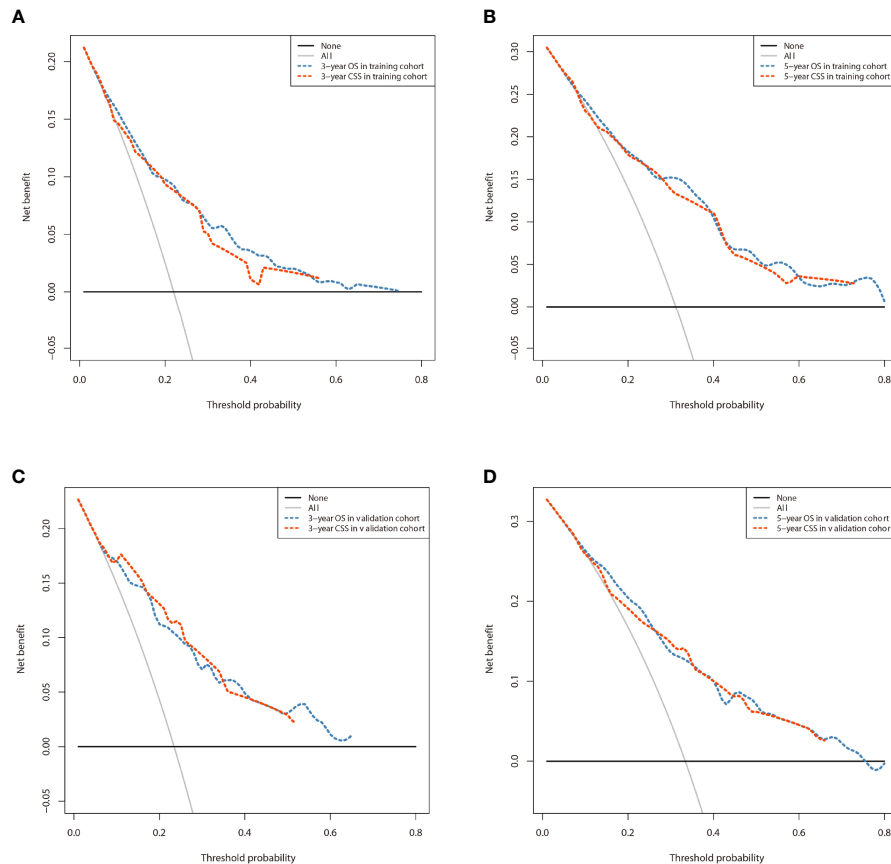 A
B
None
All
3-year OS in training cohort
3-year CSS in training cohort
None
All
5-year OS in training cohort
5-year CSS in training cohort
Net benefit
0.20
0.15
0.10
0.05
0.00
−0.05
Net benefit
0.30
0.25
0.20
0.15
0.10
0.05
0.00
−0.05
0.0 0.2 0.4 0.6 0.8
0.0 0.2 0.4 0.6 0.8
Threshold probability
Threshold probability
C
D
None
All
3-year OS in v alidation cohort
3-year CSS in v alidation cohort
None
All
5-year OS in v alidation cohort
5-year CSS in v alidation cohor
Net benefit
0.20
0.15
0.10
0.05
0.00
−0.05
Net benefit
0.3
0.2
0.1
0.0
0.0 0.2 0.4 0.6 0.8
0.0 0.2 0.4 0.6 0.8
Threshold probability
Threshold probability